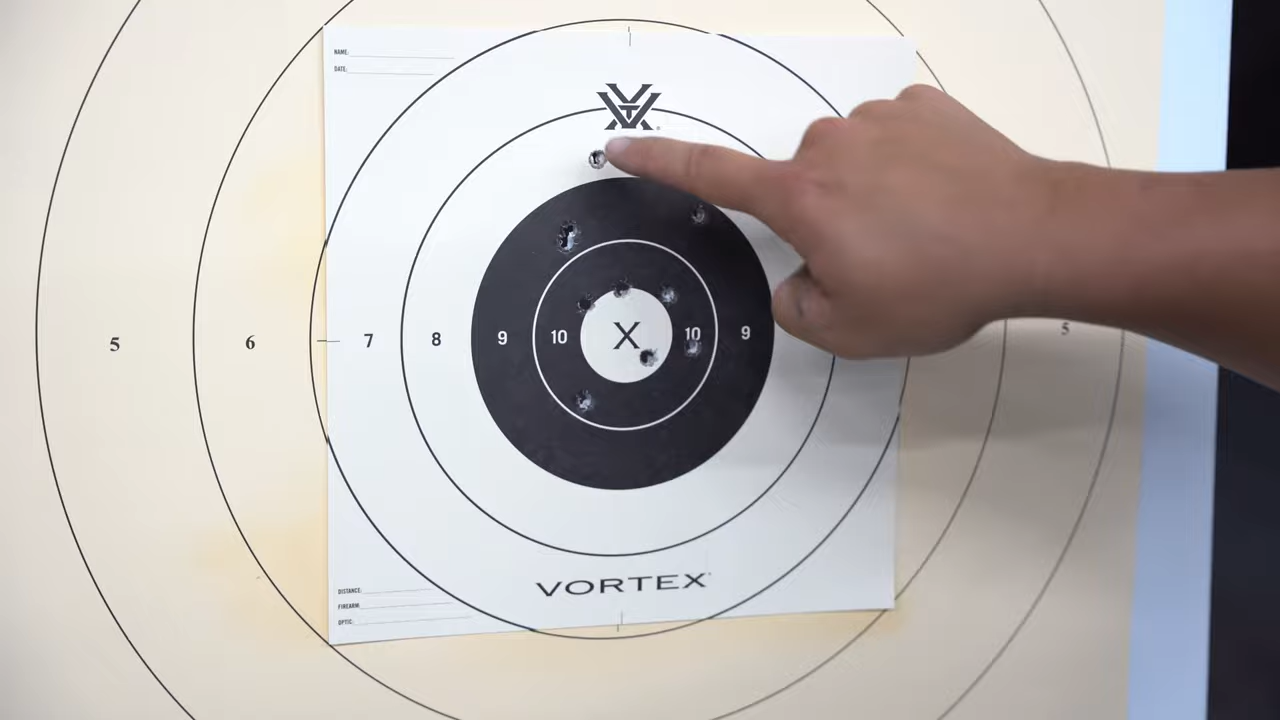 NAME:
DATE:
5 6 7 8 9 10 X 10 9 5
VORTEX
DISTANCE:
FIREARM:
OPTIC: